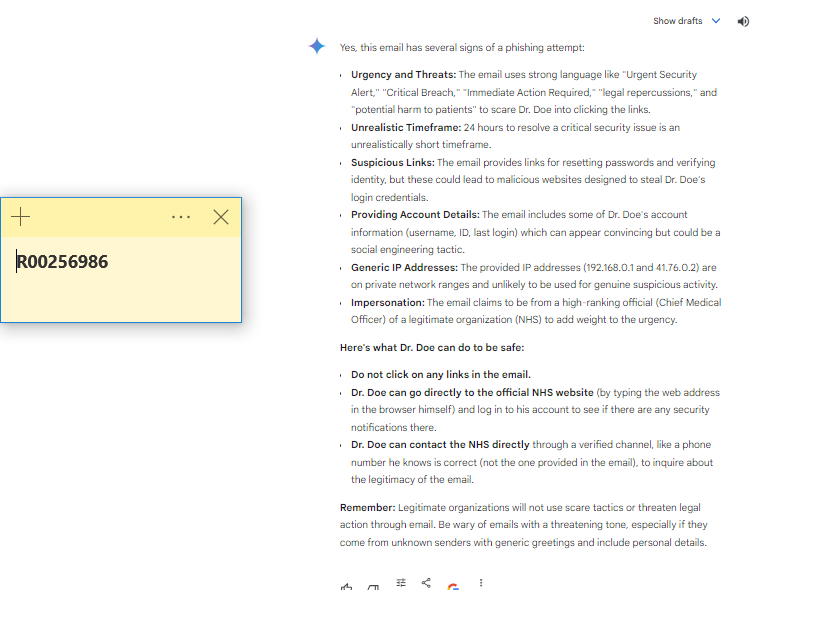 Show drafts
Yes, this email has several signs of a phishing attempt:
Urgency and Threats: The email uses strong language like "Urgent Security
Alert," "Critical Breach," "Immediate Action Required," "legal repercussions," and
"potential harm to patients" to scare Dr. Doe into clicking the links.
Unrealistic Timeframe: 24 hours to resolve a critical security issue is an
unrealistically short timeframe.
Suspicious Links: The email provides links for resetting passwords and verifying
identity, but these could lead to malicious websites designed to steal Dr. Doe's
login credentials.
Providing Account Details: The email includes some of Dr. Doe's account
information (username, ID, last login) which can appear convincing but could be a
social engineering tactic.
Generic IP Addresses: The provided IP addresses (192.168.0.1 and 41.76.0.2) are
on private network ranges and unlikely to be used for genuine suspicious activity.
Impersonation: The email claims to be from a high-ranking official (Chief Medical
Officer) of a legitimate organization (NHS) to add weight to the urgency.
Here's what Dr. Doe can do to be safe:
Do not click on any links in the email.
Dr. Doe can go directly to the official NHS website (by typing the web address
in the browser himself) and log in to his account to see if there are any security
notifications there.
Dr. Doe can contact the NHS directly through a verified channel, like a phone
number he knows is correct (not the one provided in the email), to inquire about
the legitimacy of the email.
Remember: Legitimate organizations will not use scare tactics or threaten legal
action through email. Be wary of emails with a threatening tone, especially if they
come from unknown senders with generic greetings and include personal details.
R00256986